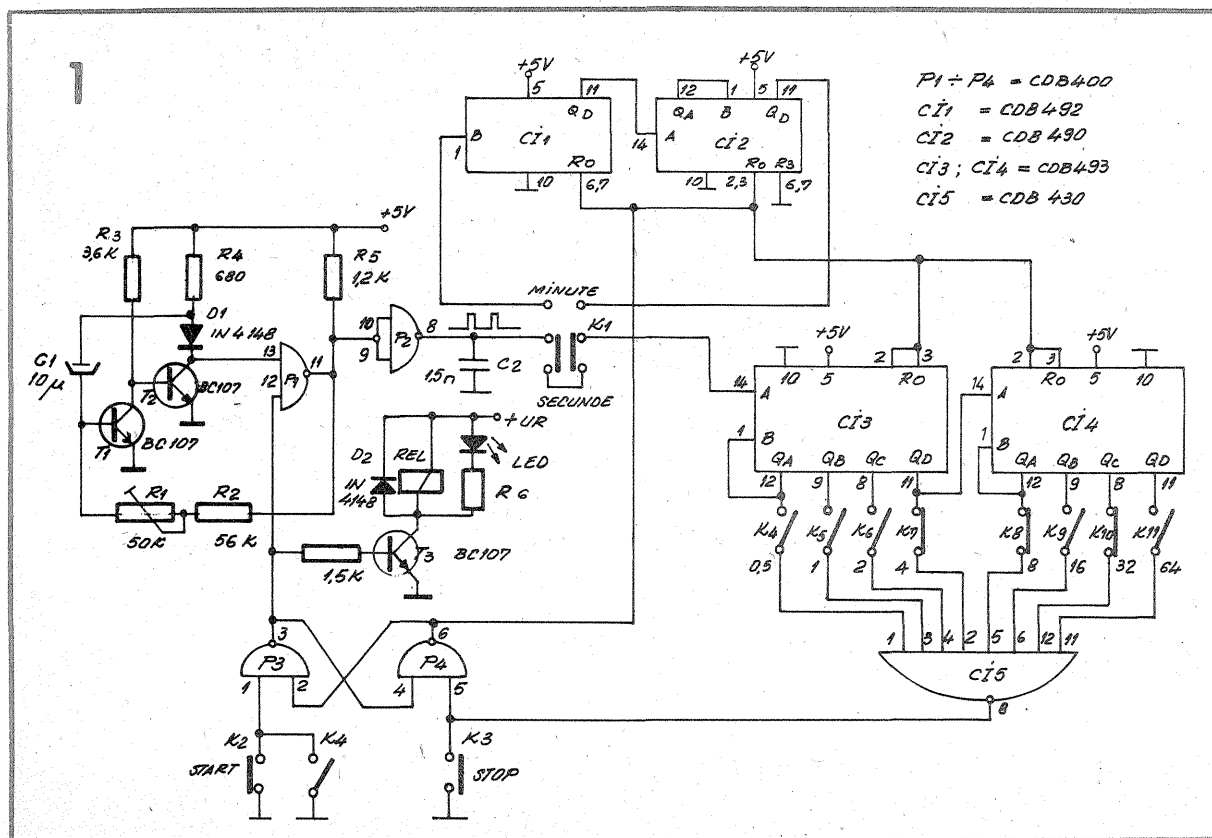 1
P1 ÷ P4 = CDB400
CI1 = CDB492
CI2 = CDB490
CI3 ; CI4 = CDB493
CI5 = CDB430
+5V
5
QD
11
B
1
CI1
RO
10
6,7
+5V
12
1
5
11
QA
B
QD
A
14
CI2
RO
R3
10
2,3
6,7
+5V
R3
3,6K
R4
680
R5
1,2K
D1
1N4148
C1
10µ
T2
BC107
T1
BC107
13
12
P1
11
10
9
P2
8
C2
1,5n
MINUTE
K1
SECUNDE
R1
50K
R2
56K
+UR
D2
1N
4148
REL
LED
R6
1,5K
T3
BC107
+5V
10
5
2
3
RO
14
A
CI3
1
B
QA
QB
QC
QD
12
9
8
11
+5V
2
3
5
10
RO
14
A
CI4
1
B
QA
QB
QC
QD
12
9
8
11
K4
K5
K6
K7
K8
K9
K10
K11
0,5
1
2
4
8
16
32
64
1
3
4
2
5
6
12
11
CI5
8
3
P3
1
2
6
P4
4
5
K2
K4
K3
START
STOP